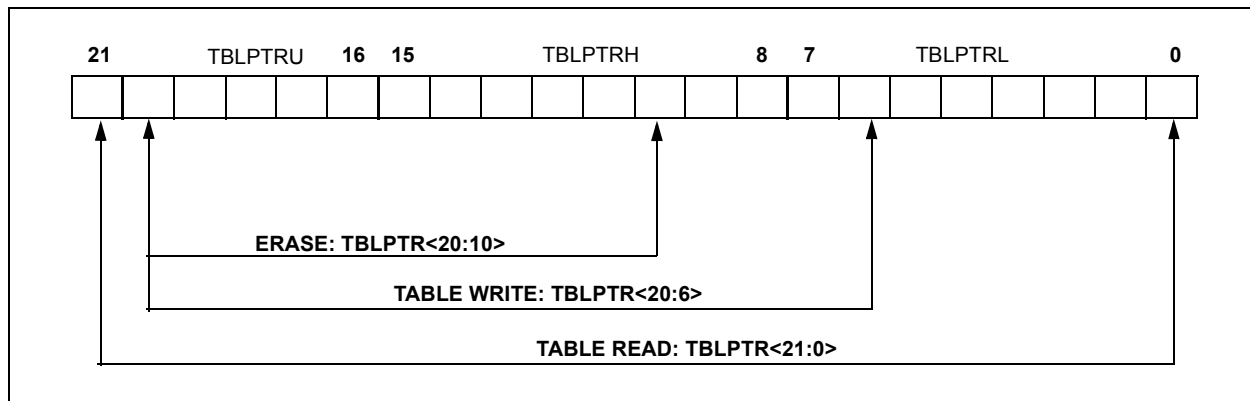 21 TBLPTRU 16 15 TBLPTRH 8 7 TBLPTRL 0
ERASE: TBLPTR<20:10>
TABLE WRITE: TBLPTR<20:6>
TABLE READ: TBLPTR<21:0>